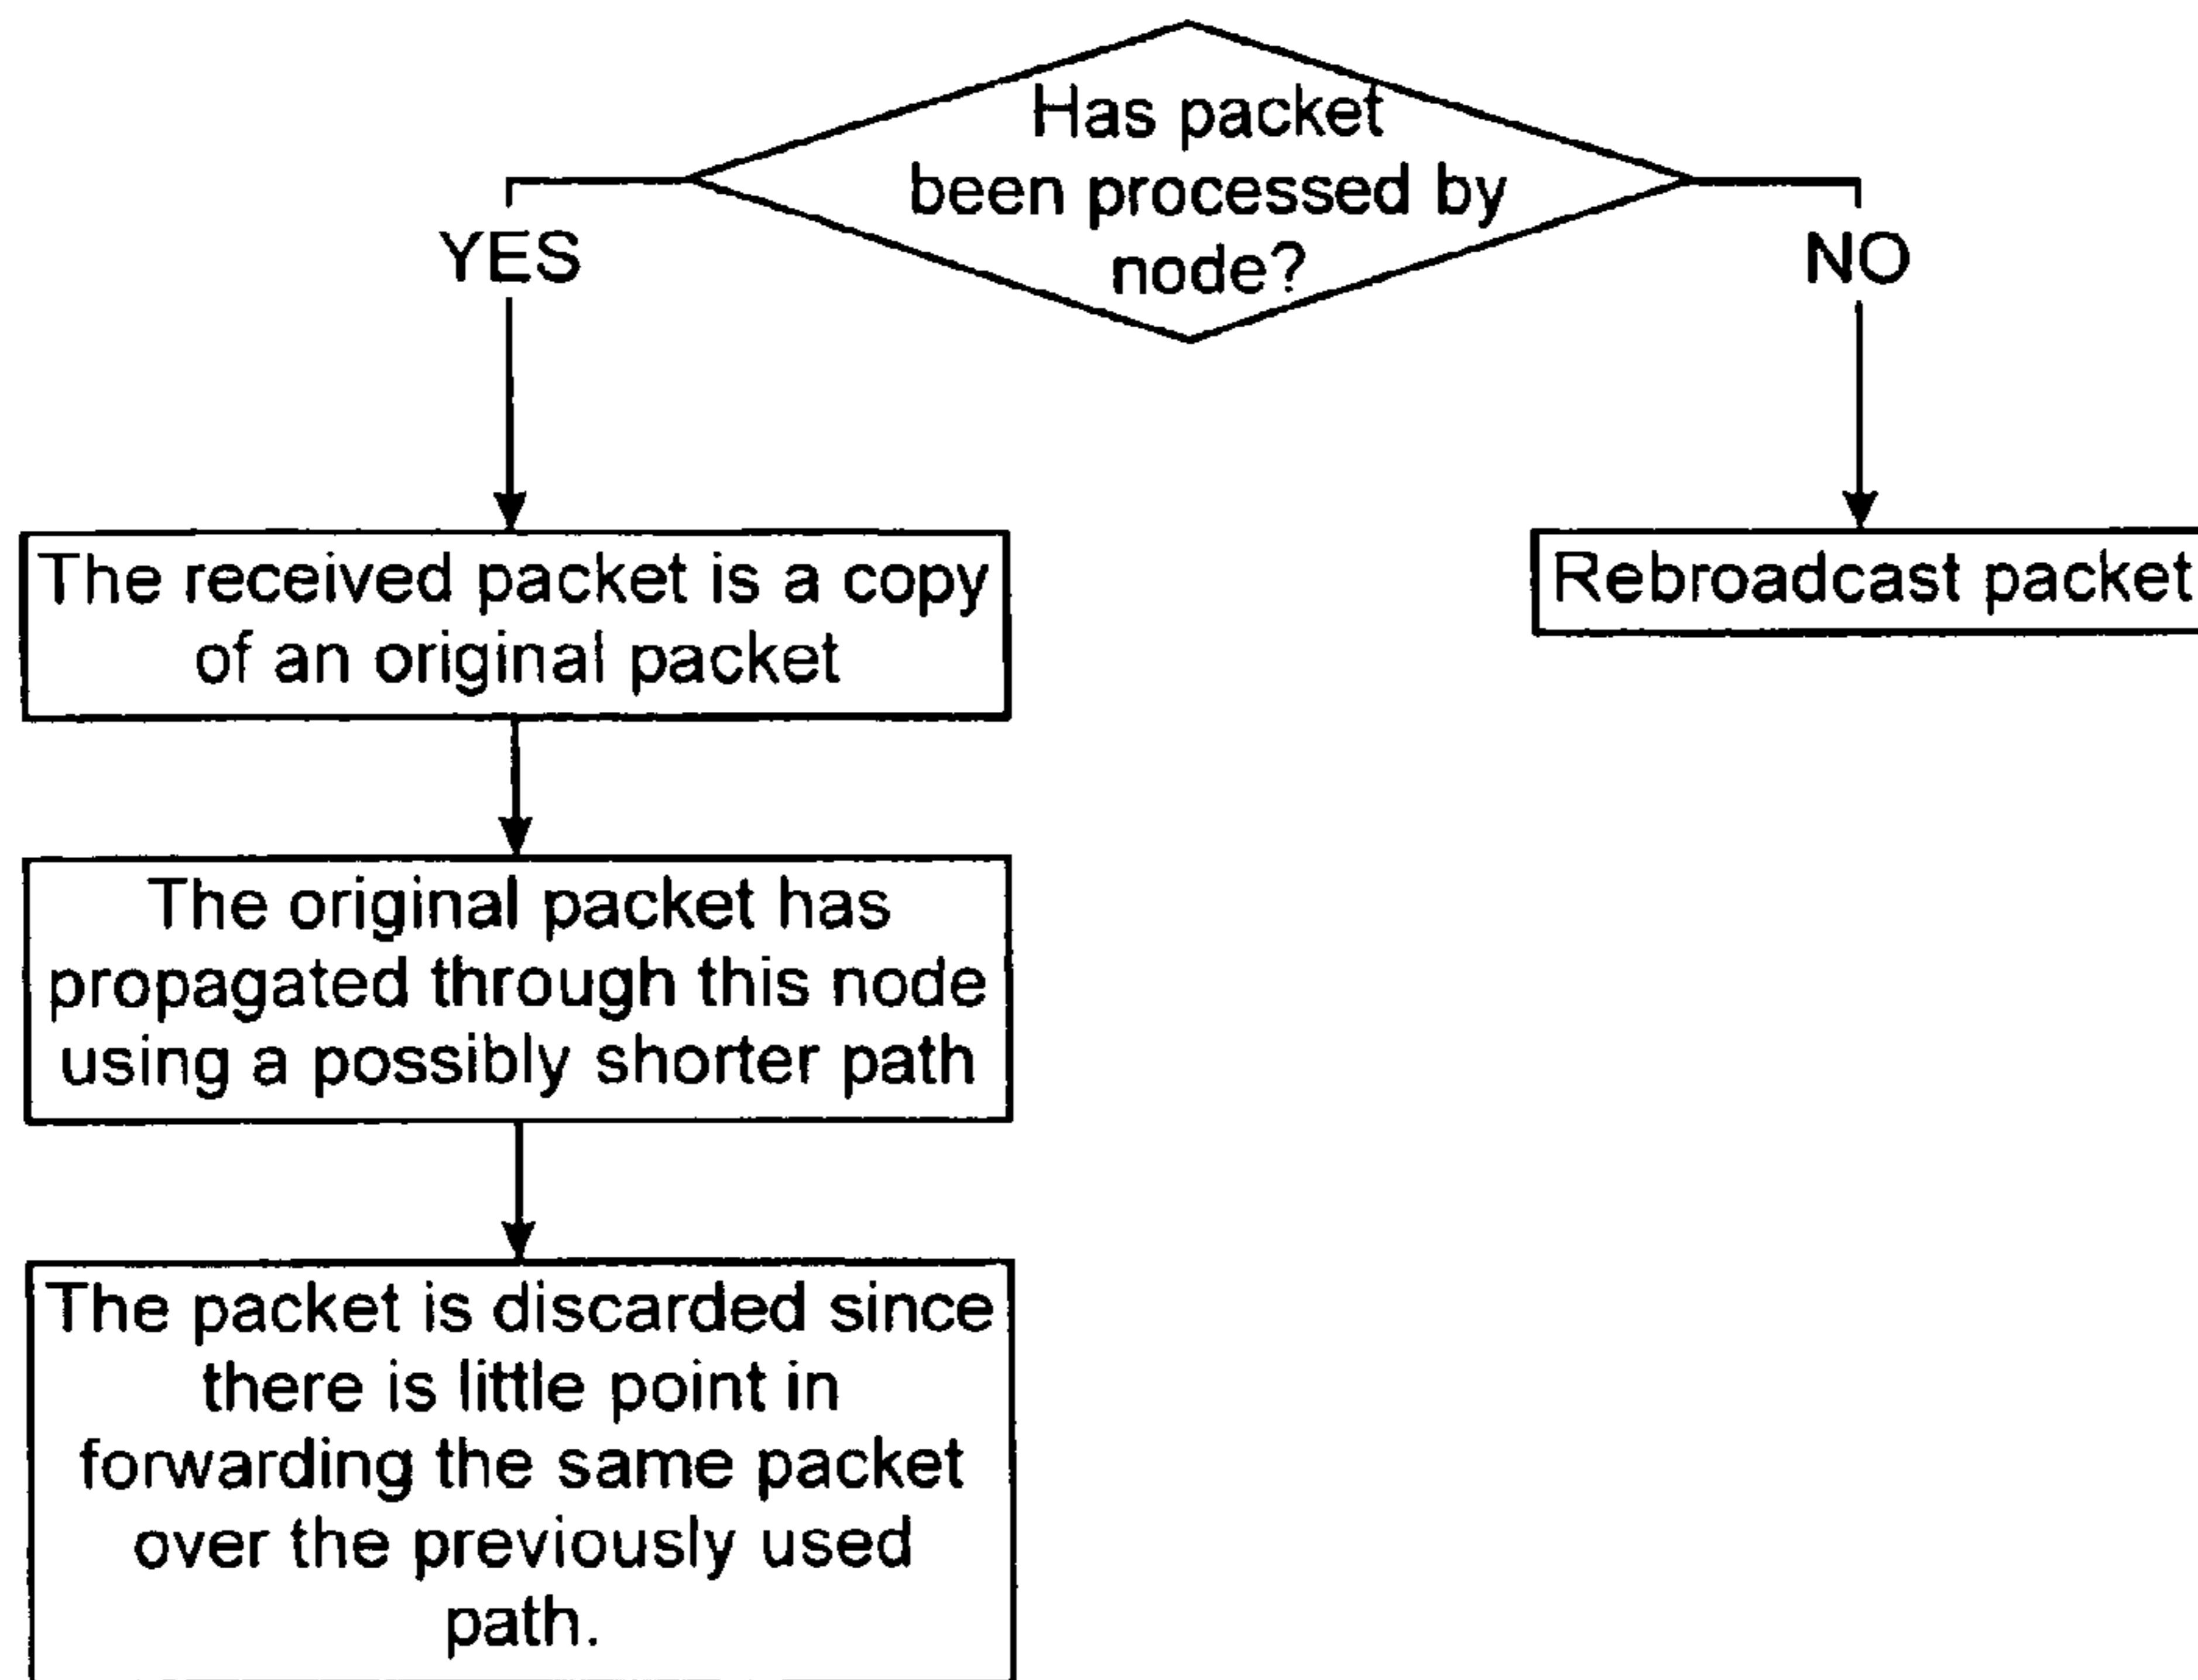 Has packet
been processed by
node?
YES
NO
The received packet is a copy
of an original packet
Rebroadcast packet
The original packet has
propagated through this node
using a possibly shorter path
The packet is discarded since
there is little point in
forwarding the same packet
over the previously used
path.